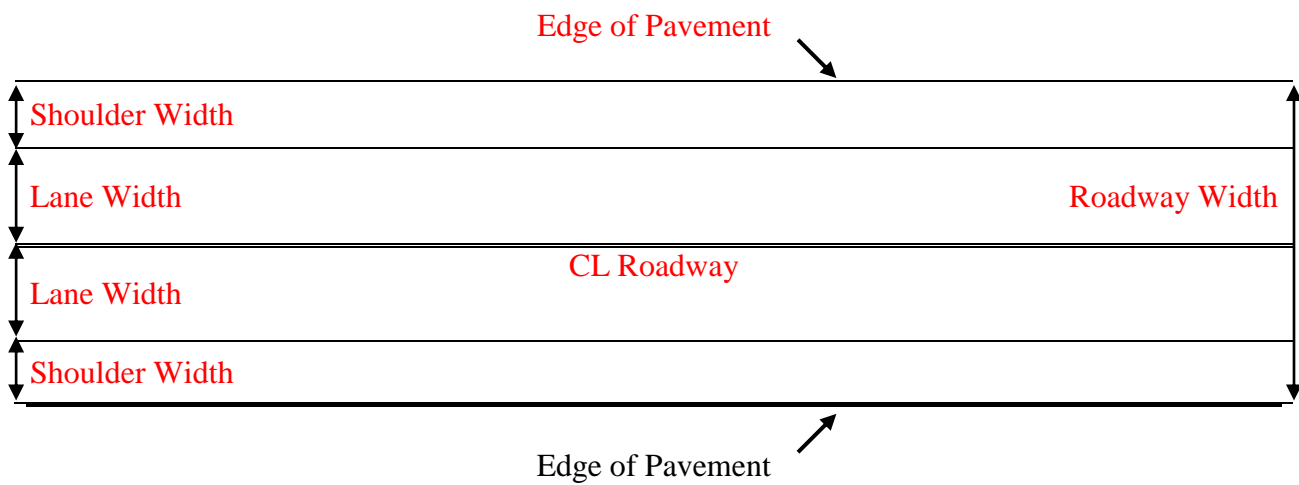 Edge of Pavement
Shoulder Width
Lane Width
Roadway Width
CL Roadway
Lane Width
Shoulder Width
Edge of Pavement